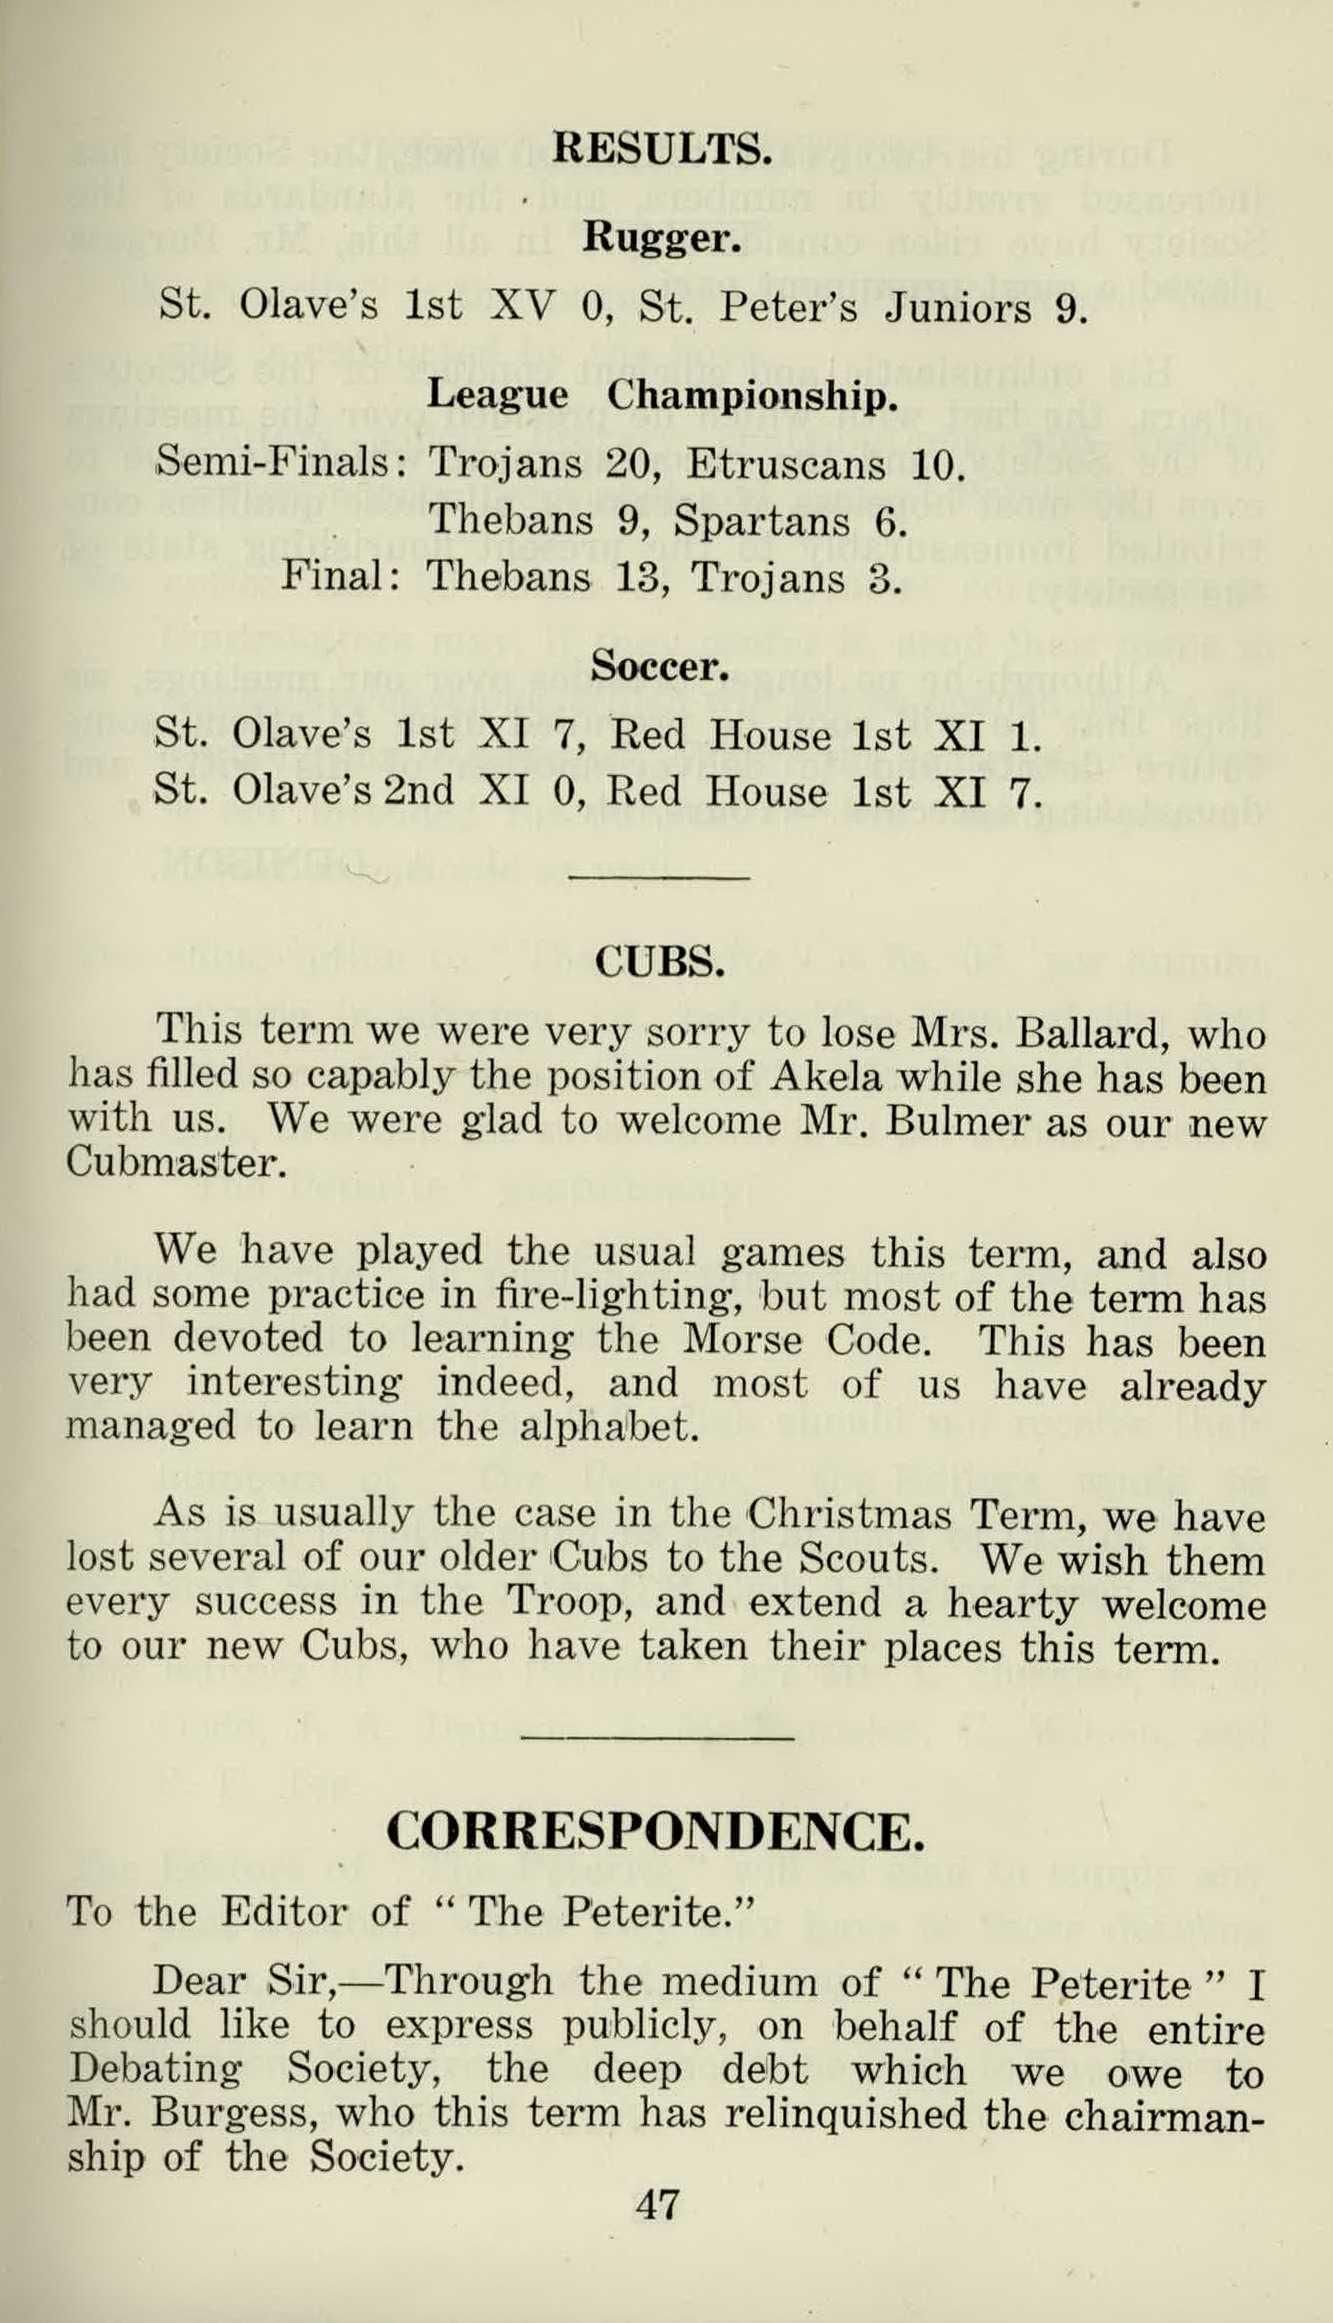 RESULTS.
Rugger.
St. Olave's 1st XV 0, St. Peter's Juniors 9.
League Championship.
Semi-Finals: Trojans 20, Etruscans 10.
Thebans 9, Spartans 6.
Final: Thebans 13, Trojans 3.
Soccer.
St. Olave's 1st XI 7, Red House 1st XI 1.
St. Olave's 2nd XI 0, Red House 1st XI 7.
CUBS.
This term we were very sorry to lose Mrs. Ballard, who
has filled so capably the position of Akela while she has been
with us. We were glad to welcome Mr. Bulmer as our new
Cubmaster.
We have played the usual games this term, and also
had some practice in fire-lighting, but most of the term has
been devoted to learning the Morse Code. This has been
very interesting indeed, and most of us have already
managed to learn the alphabet.
As is usually the case in the Christmas Term, we have
lost several of our older Cubs to the Scouts. We wish them
every success in the Troop, and extend a hearty welcome
to our new Cubs, who have taken their places this term.
CORRESPONDENCE.
To the Editor of " The Peterite."
Dear Sir,—Through the medium of " The Peterite " I
should like to express publicly, on behalf of the entire
Debating Society, the deep debt which we owe to
Mr. Burgess, who this term has relinquished the chairman-
ship of the Society.
47